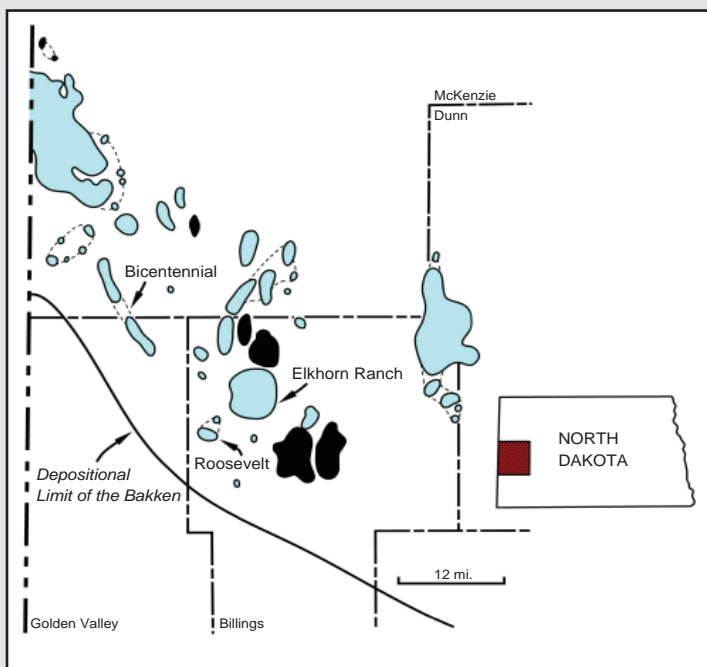 McKenzie
Dunn
Bicentennial
Elkhorn Ranch
Roosevelt
Depositional
Limit of the Bakken
NORTH
DAKOTA
12 mi.
Golden Valley
Billings